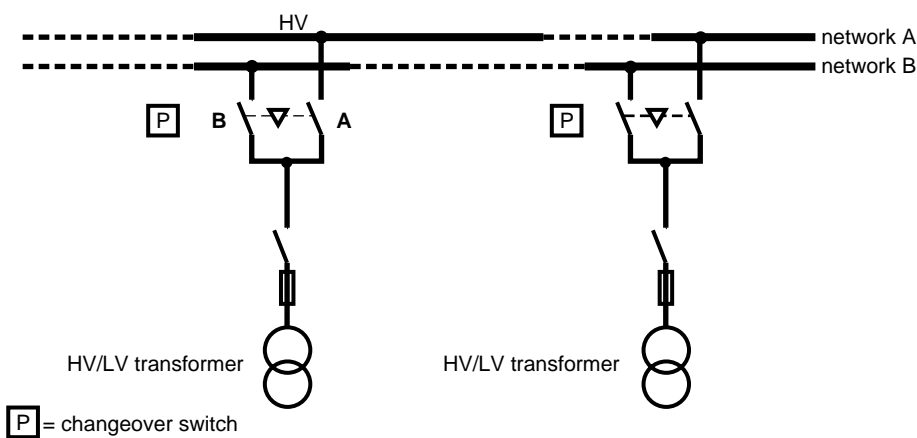 HV
network A
network B
P B A P
HV/LV transformer HV/LV transformer
P = changeover switch